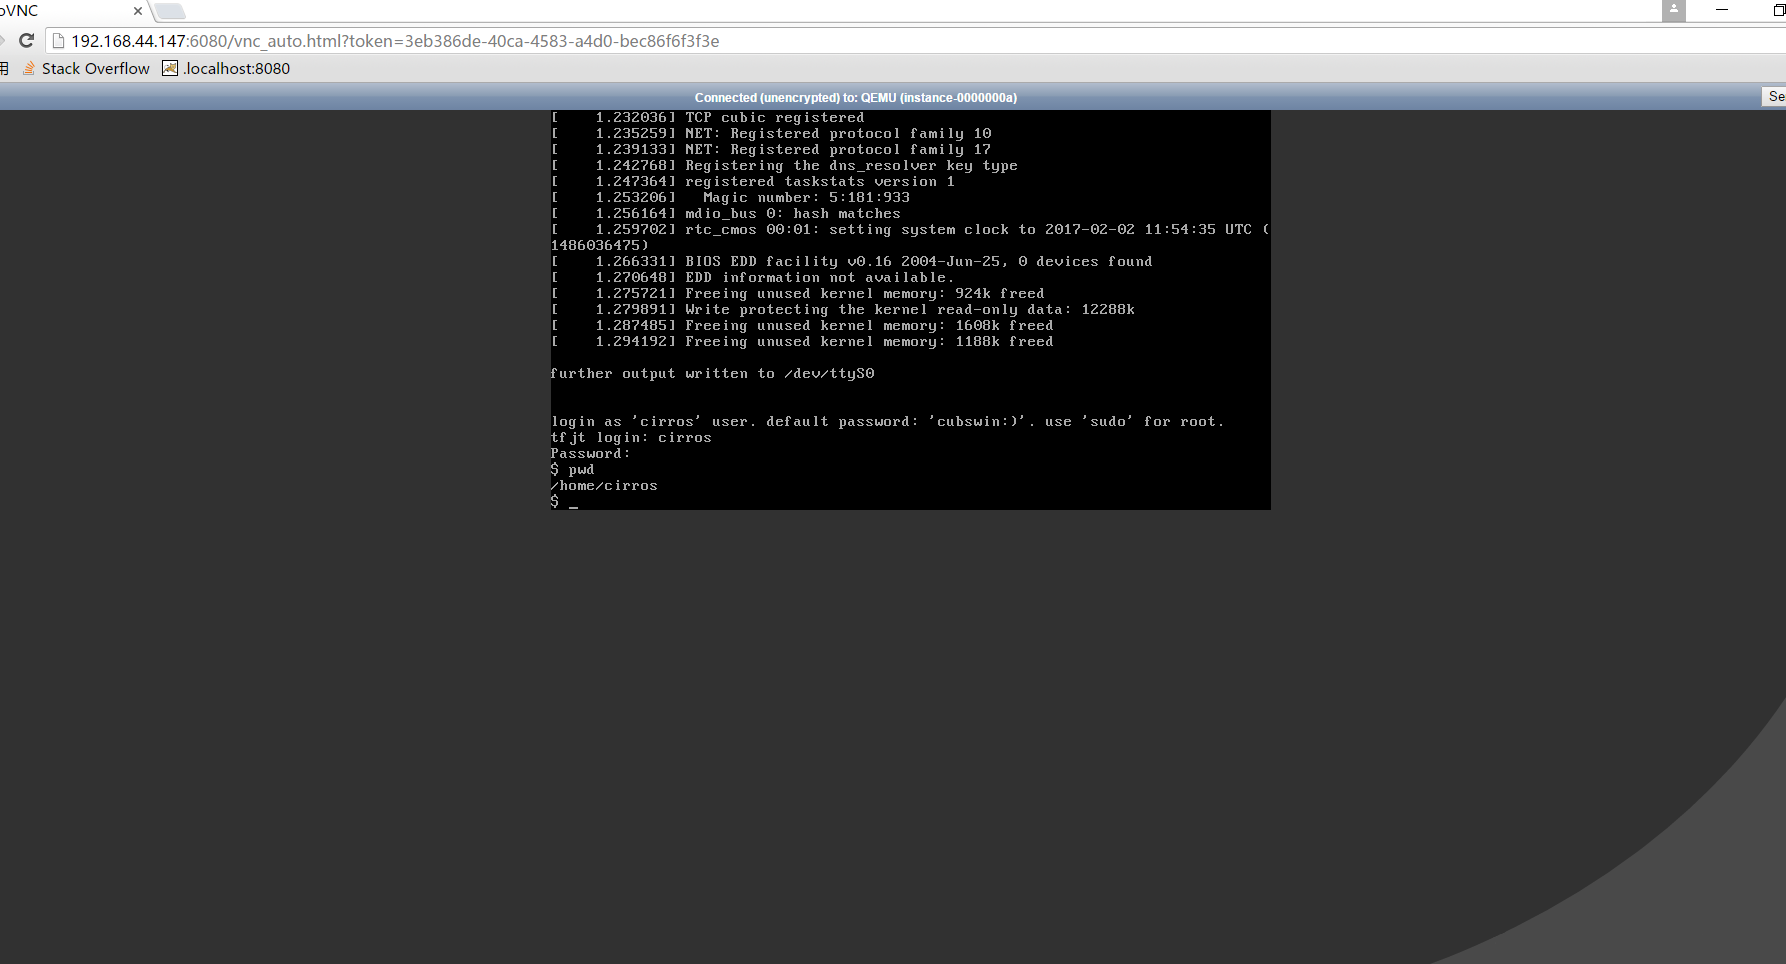 oVNC
192.168.44.147:6080/vnc_auto.html?token=3eb386de-40ca-4583-a4d0-bec86f6f3f3e
用 Stack Overflow .localhost:8080
Connected (unencrypted) to: QEMU (instance-0000000a)
Se
[    1.232036] TCP cubic registered
[    1.235259] NET: Registered protocol family 10
[    1.239133] NET: Registered protocol family 17
[    1.242768] Registering the dns_resolver key type
[    1.247364] registered taskstats version 1
[    1.253206]   Magic number: 5:181:933
[    1.256164] mdio_bus 0: hash matches
[    1.259702] rtc_cmos 00:01: setting system clock to 2017-02-02 11:54:35 UTC (
1486036475)
[    1.266331] BIOS EDD facility v0.16 2004-Jun-25, 0 devices found
[    1.270648] EDD information not available.
[    1.275721] Freeing unused kernel memory: 924k freed
[    1.279891] Write protecting the kernel read-only data: 12288k
[    1.287485] Freeing unused kernel memory: 1608k freed
[    1.294192] Freeing unused kernel memory: 1188k freed
further output written to /dev/ttyS0
login as 'cirros' user. default password: 'cubswin:)'. use 'sudo' for root.
tfjt login: cirros
Password:
$ pwd
/home/cirros
$ _